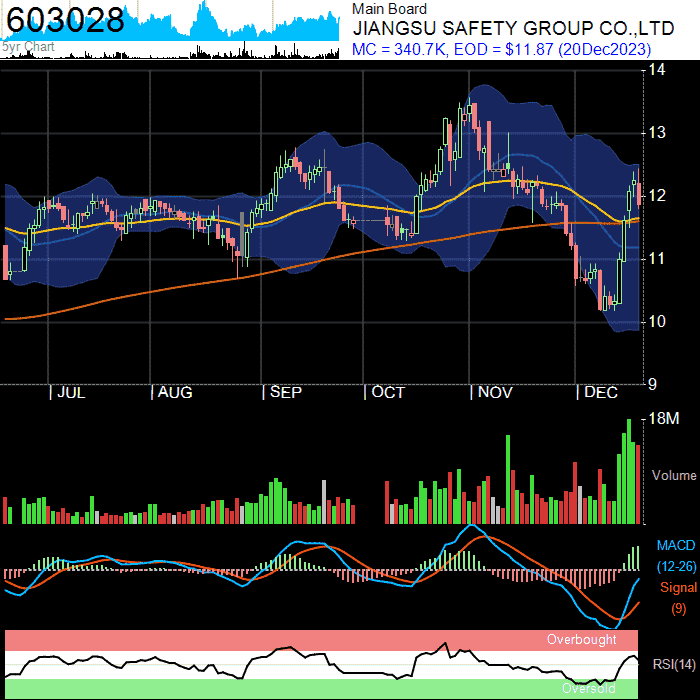 603028
5yr Chart
Main Board
JIANGSU SAFETY GROUP CO.,LTD
MC = 340.7K, EOD = $11.87 (20Dec2023)
14
13
12
11
10
9
JUL AUG SEP OCT NOV DEC
18M
Volume
MACD
(12-26)
Signal
(9)
Overbought
RSI(14)
Oversold